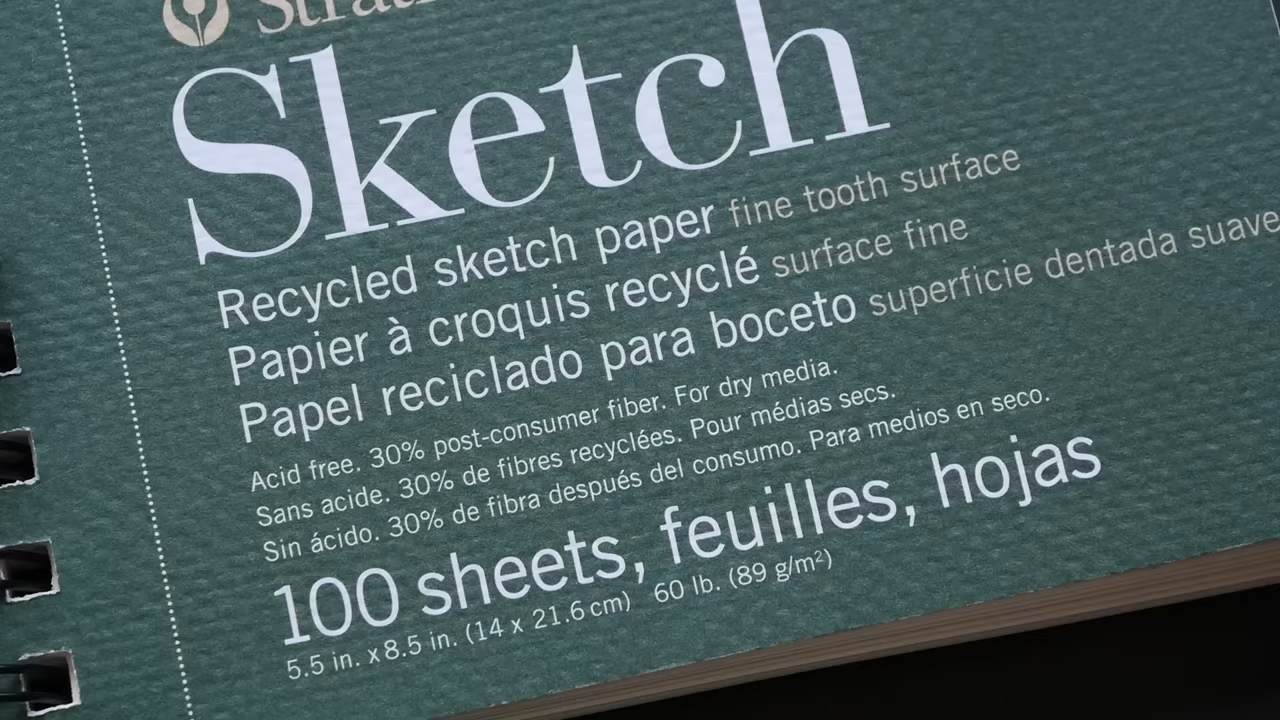 Sketch
Recycled sketch paper fine tooth surface
Papier à croquis recyclé surface fine
Papel reciclado para boceto superficie dentada suave
Acid free. 30% post-consumer fiber. For dry media.
Sans acide. 30% de fibres recyclées. Pour médias secs.
Sin ácido. 30% de fibra después del consumo. Para medios en seco.
100 sheets, feuilles, hojas
5.5 in. x 8.5 in. (14 x 21.6 cm) 60 lb. (89 g/m²)